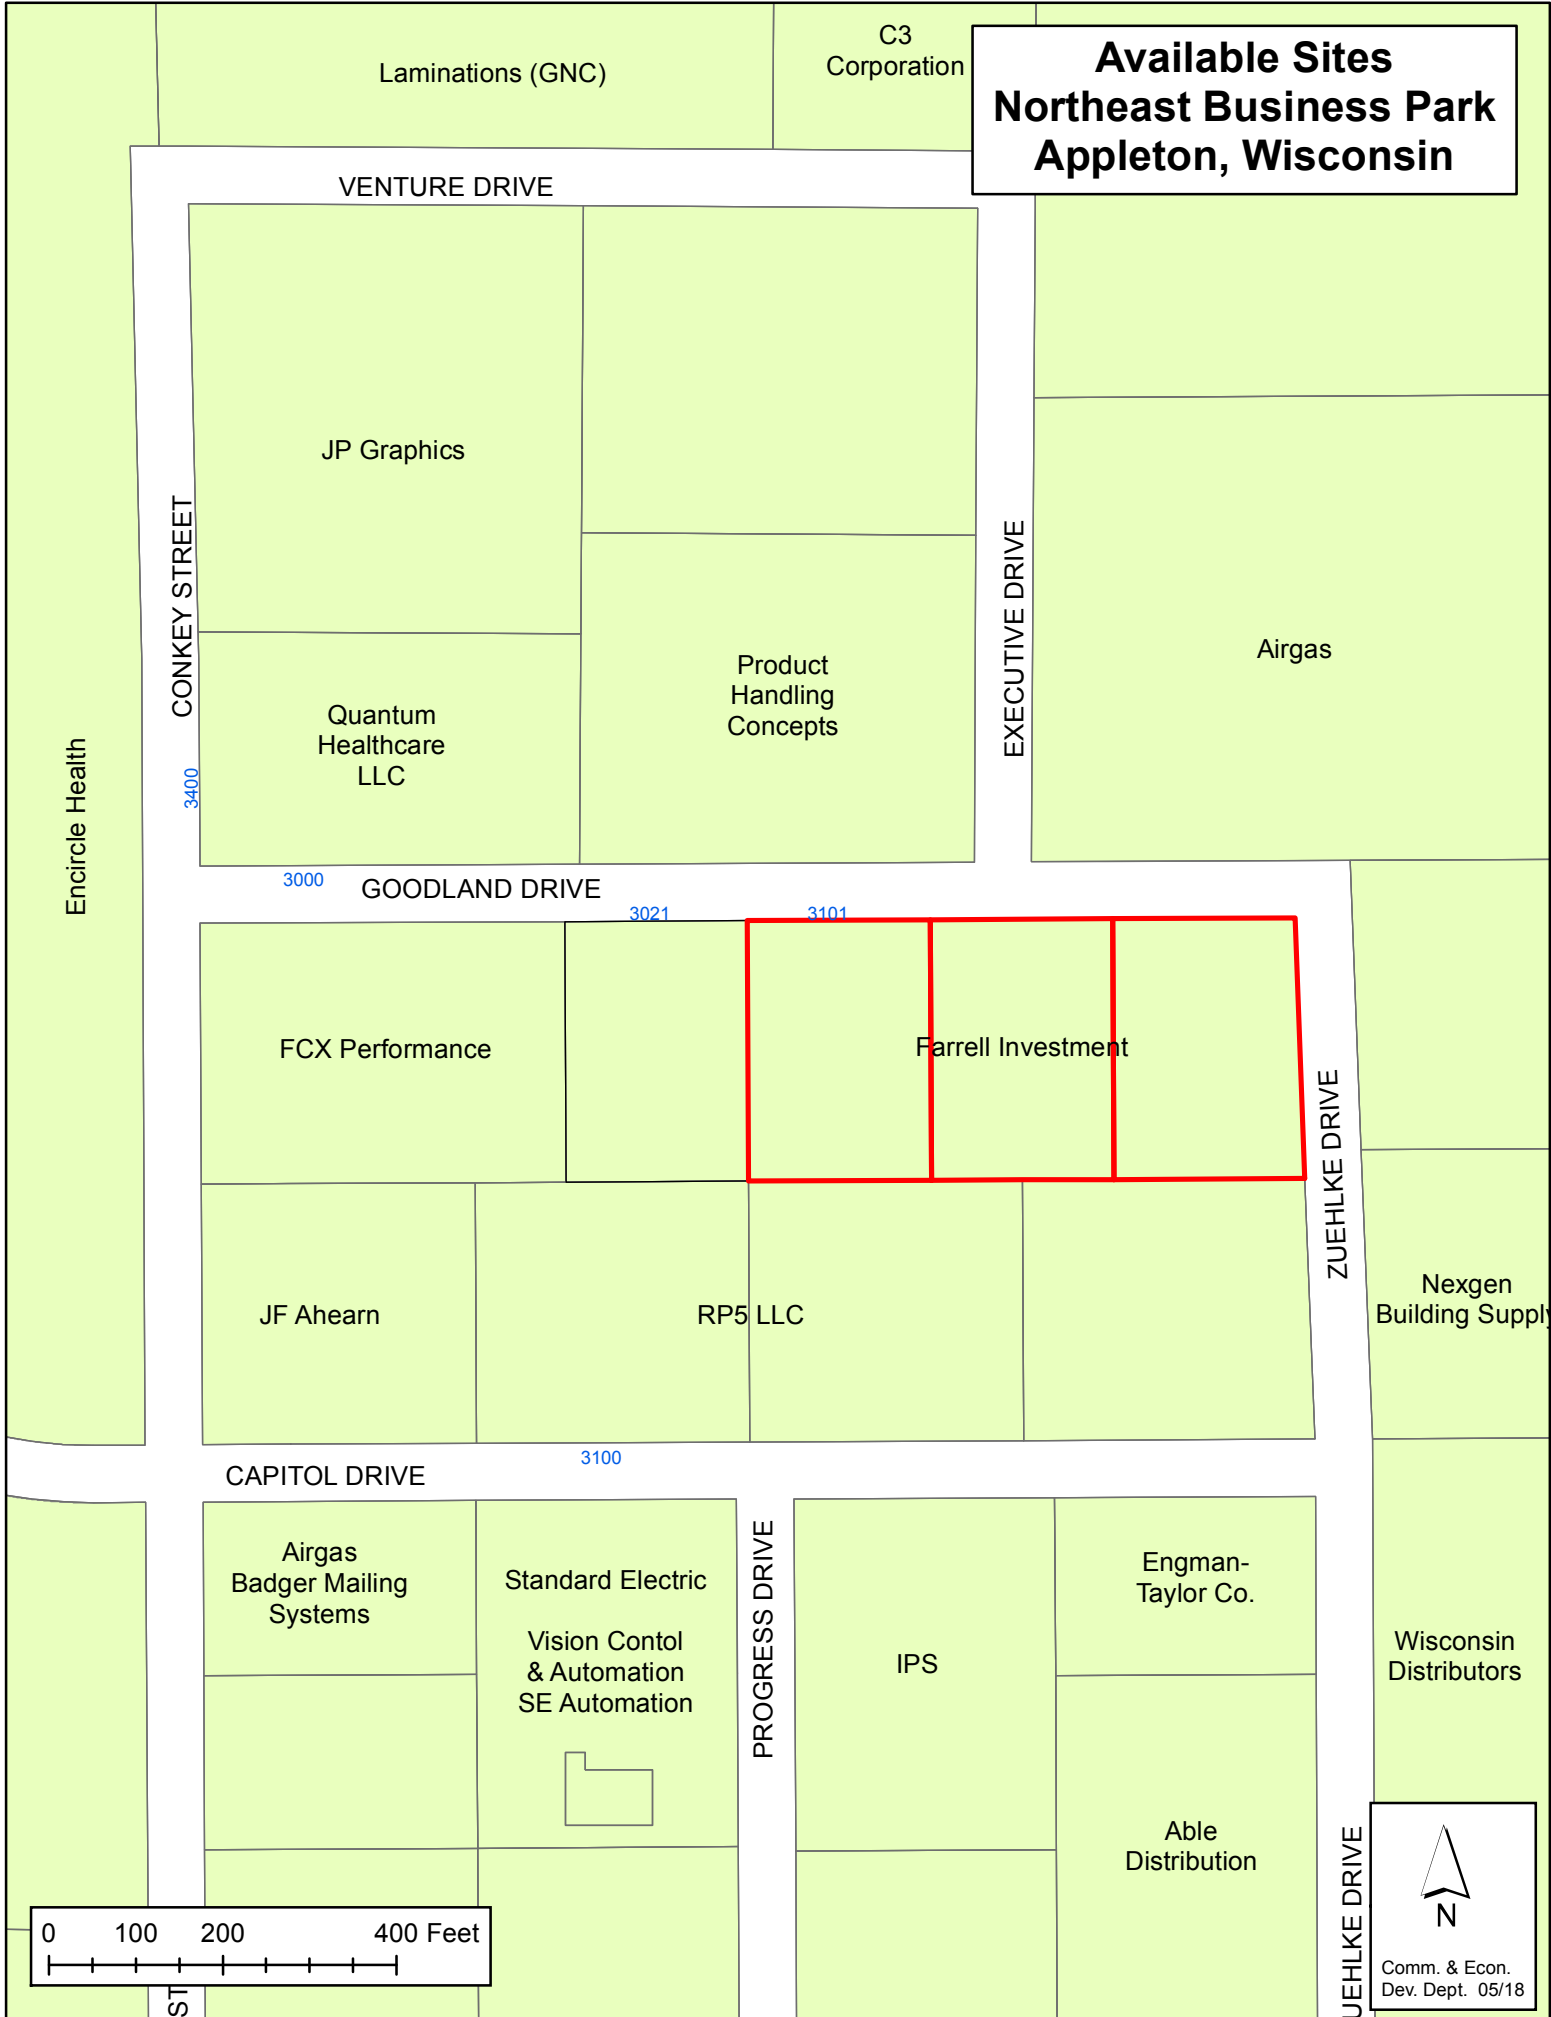 C3
Corporation
Laminations (GNC)
Available Sites
Northeast Business Park
Appleton, Wisconsin
VENTURE DRIVE
JP Graphics
CONKEY STREET
EXECUTIVE DRIVE
Airgas
Product
Handling
Concepts
Quantum
Healthcare
LLC
3400
Encircle Health
3000
GOODLAND DRIVE
3021
3101
FCX Performance
Farrell Investment
ZUEHLKE DRIVE
JF Ahearn
RP5 LLC
Nexgen
Building Supply
3100
CAPITOL DRIVE
Airgas
Badger Mailing
Systems
Standard Electric
Vision Contol
& Automation
SE Automation
PROGRESS DRIVE
IPS
Engman-
Taylor Co.
Wisconsin
Distributors
Able
Distribution
UEHLKE DRIVE
0 100 200 400 Feet
ST
N
Comm. & Econ.
Dev. Dept. 05/18